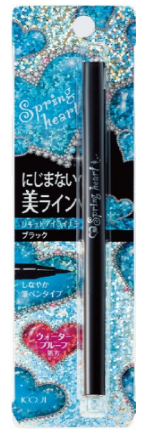 Spring
heart
にじまない
美ライン
リキッドアイライナー
ブラック
Spring heart
しなやか
筆ペンタイプ
ウォーター
プルーフ
処方
KOJI